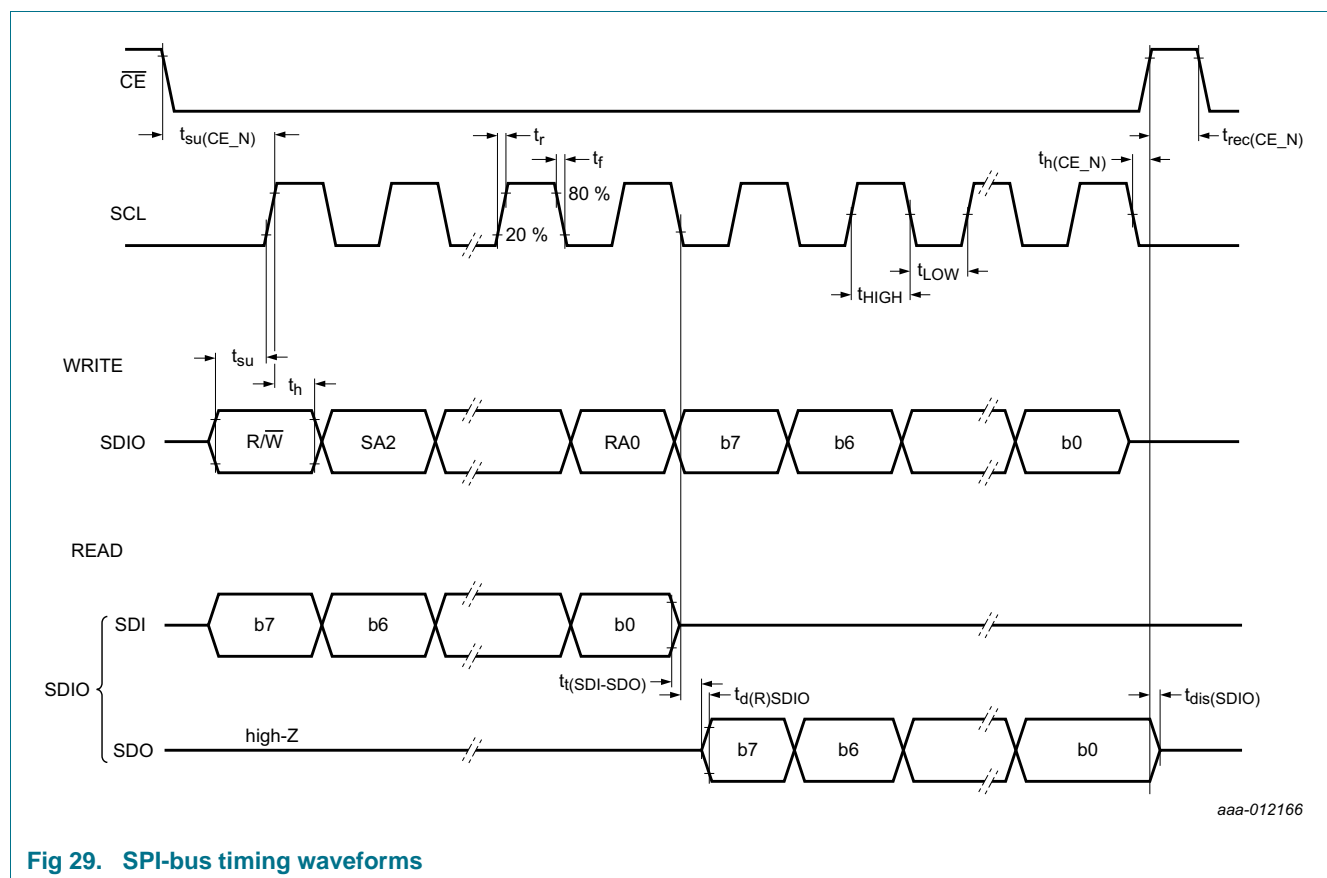 CE
tsu(CE_N)
tr
tf
th(CE_N)
trec(CE_N)
SCL
80 %
20 %
tLOW
tHIGH
tsu
WRITE
th
SDIO
R/W
SA2
RA0
b7
b6
b0
READ
SDI
b7
b6
b0
SDIO
tt(SDI-SDO)
td(R)SDIO
tdis(SDIO)
high-Z
SDO
b7
b6
b0
aaa-012166
Fig 29. SPI-bus timing waveforms